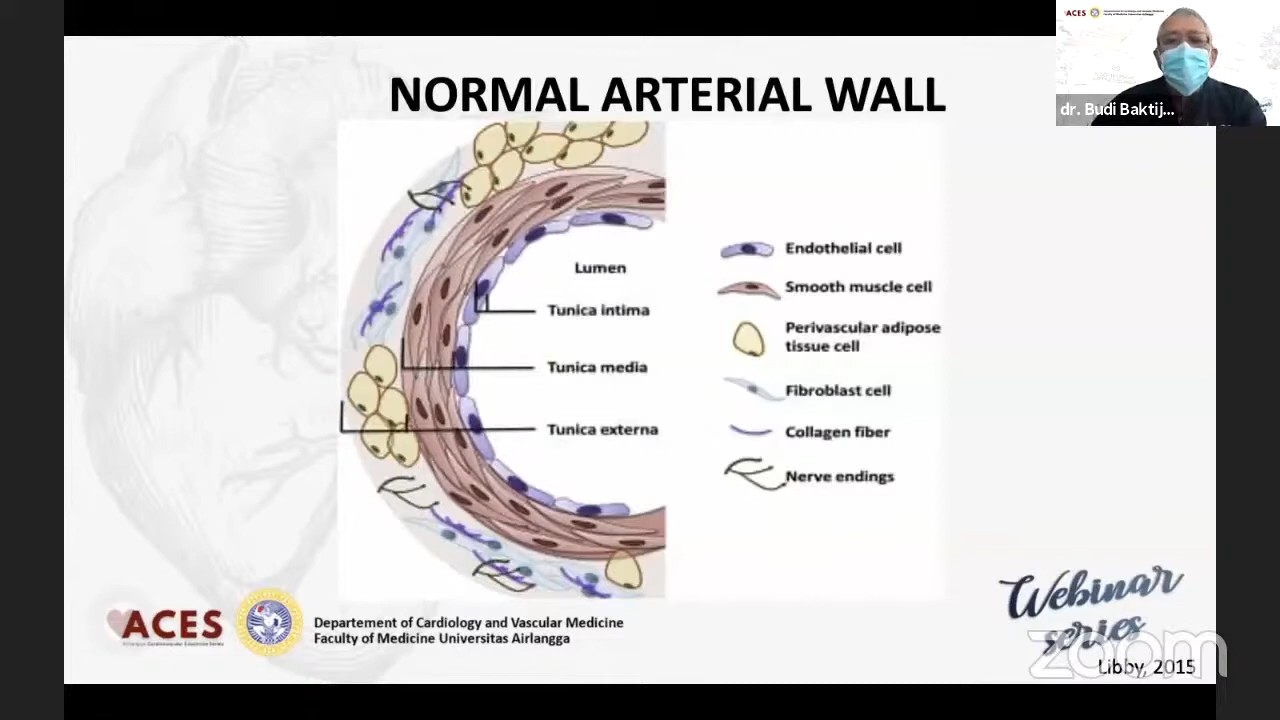 NORMAL ARTERIAL WALL
ACES
dr. Budi Baktij...
Lumen
Tunica intima
Tunica media
Tunica externa
Endothelial cell
Smooth muscle cell
Perivascular adipose
tissue cell
Fibroblast cell
Collagen fiber
Nerve endings
ACES
Departement of Cardiology and Vascular Medicine
Faculty of Medicine Universitas Airlangga
Webinar
series
zoom
Libby, 2015